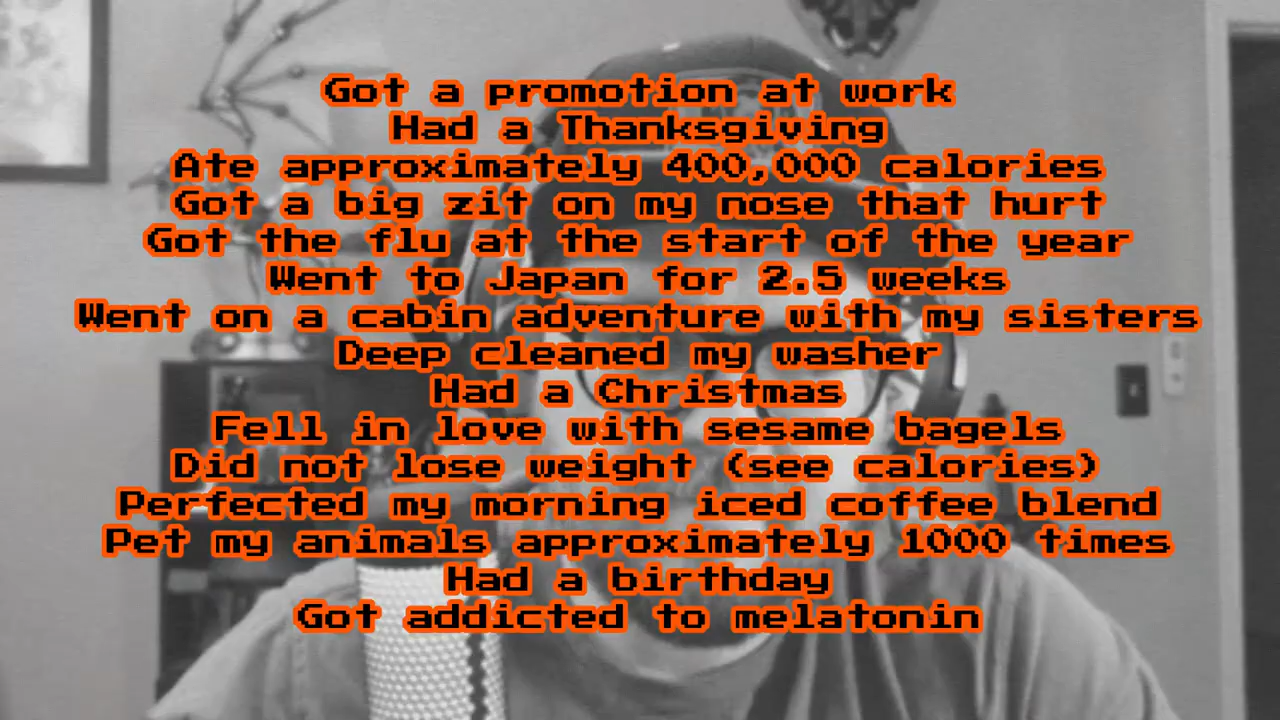 Got a promotion at work
Had a Thanksgiving
Ate approximately 400,000 calories
Got a big zit on my nose that hurt
Got the flu at the start of the year
Went to Japan for 2.5 weeks
Went on a cabin adventure with my sisters
Deep cleaned my washer
Had a Christmas
Fell in love with sesame bagels
Did not lose weight (see calories)
Perfected my morning iced coffee blend
Pet my animals approximately 1000 times
Had a birthday
Got addicted to melatonin